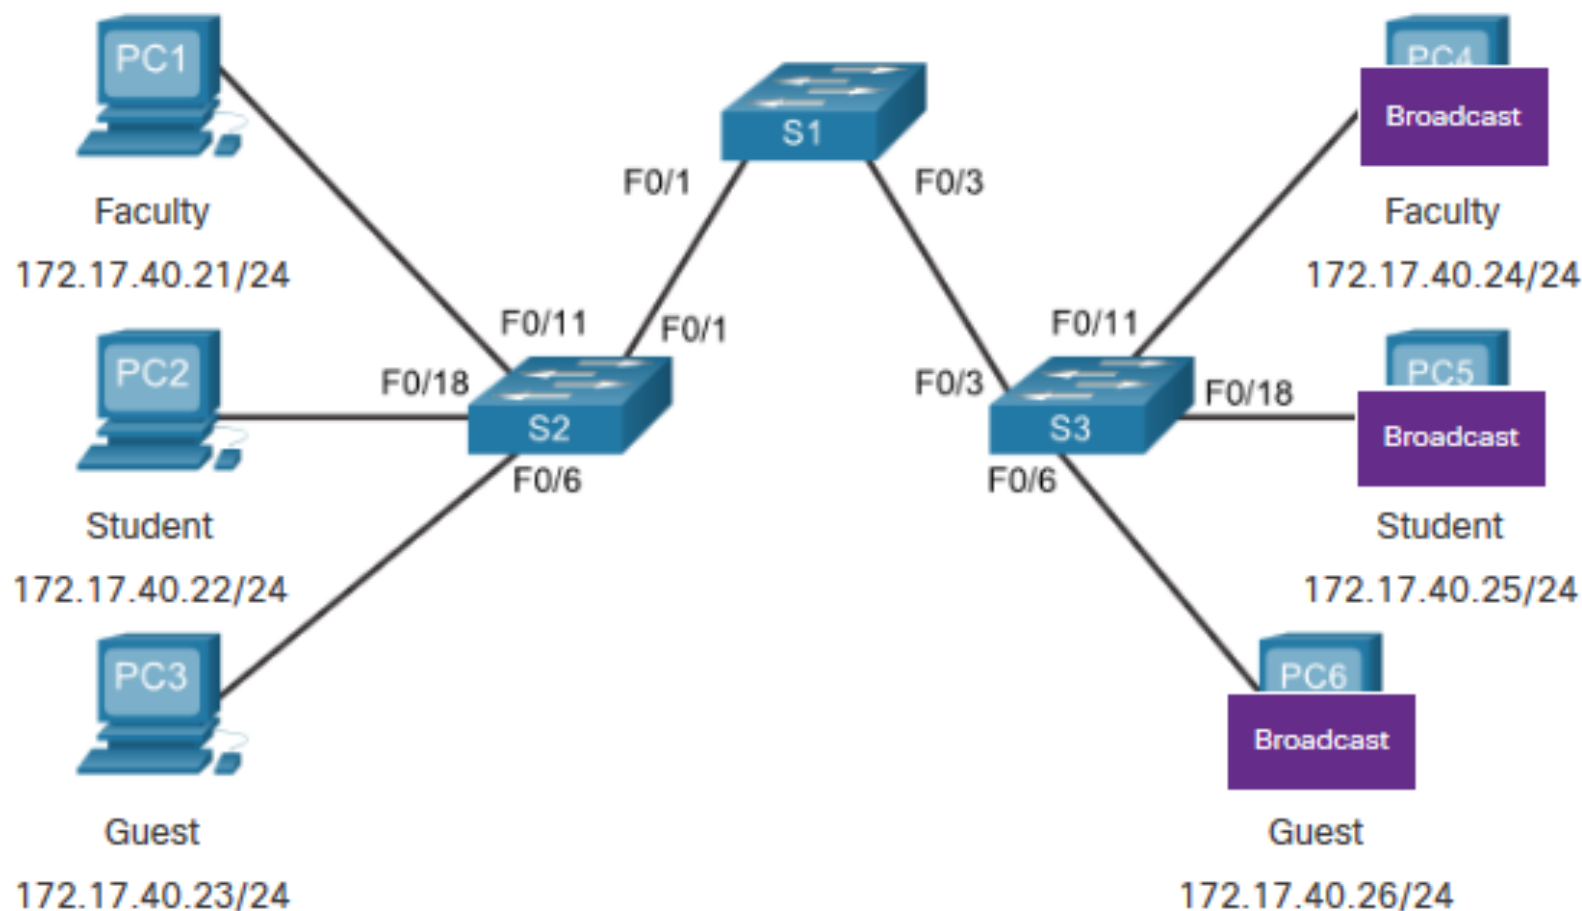 PC1
Faculty
172.17.40.21/24
PC2
Student
172.17.40.22/24
PC3
Guest
172.17.40.23/24
S1
F0/1
F0/3
F0/11
F0/1
F0/18
S2
F0/6
F0/11
F0/3
F0/18
S3
F0/6
PC4
Broadcast
Faculty
172.17.40.24/24
PC5
Broadcast
Student
172.17.40.25/24
PC6
Broadcast
Guest
172.17.40.26/24